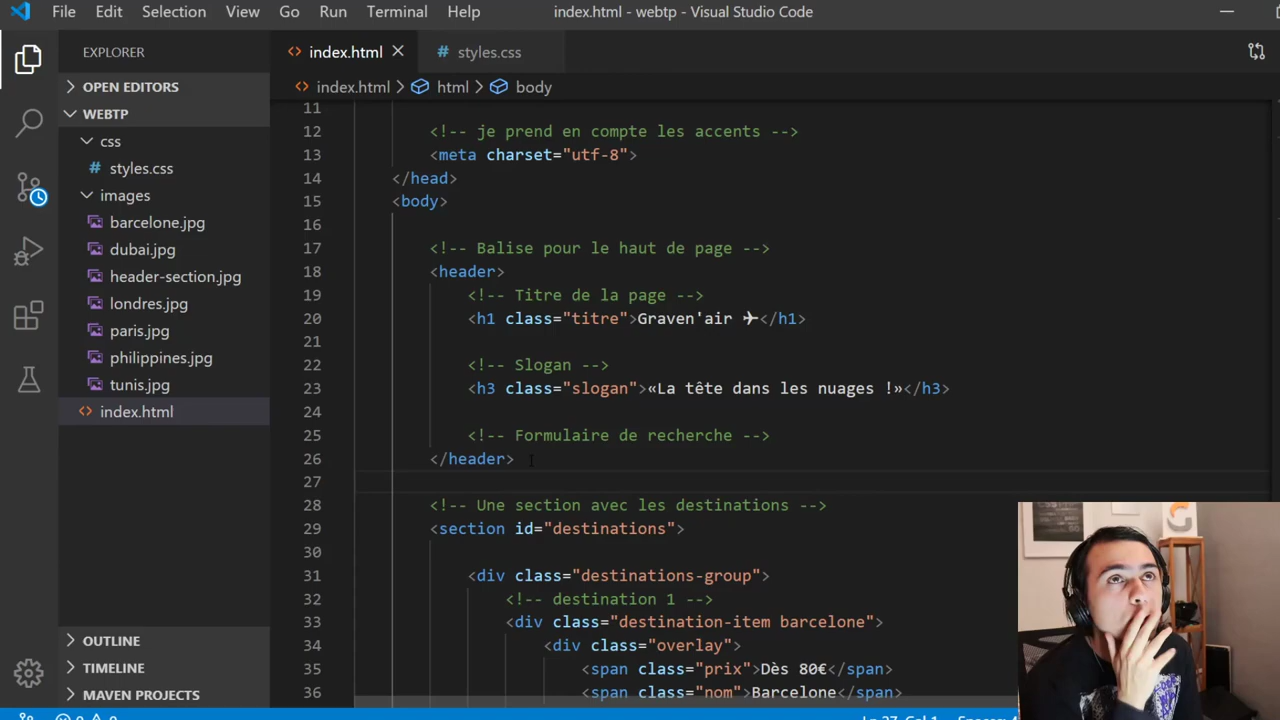 File Edit Selection View Go Run Terminal Help index.html - webtp - Visual Studio Code
EXPLORER
OPEN EDITORS
WEBTP
css
styles.css
images
barcelone.jpg
dubai.jpg
header-section.jpg
londres.jpg
paris.jpg
philippines.jpg
tunis.jpg
index.html
OUTLINE
TIMELINE
MAVEN PROJECTS
index.html styles.css
index.html html body
11
12 <!-- je prend en compte les accents -->
13 <meta charset="utf-8">
14 </head>
15 <body>
16
17 <!-- Balise pour le haut de page -->
18 <header>
19 <!-- Titre de la page -->
20 <h1 class="titre">Graven'air ✈</h1>
21
22 <!-- Slogan -->
23 <h3 class="slogan">«La tête dans les nuages !»</h3>
24
25 <!-- Formulaire de recherche -->
26 </header>
27
28 <!-- Une section avec les destinations -->
29 <section id="destinations">
30
31 <div class="destinations-group">
32 <!-- destination 1 -->
33 <div class="destination-item barcelone">
34 <div class="overlay">
35 <span class="prix">Dès 80€</span>
36 <span class="nom">Barcelone</span>